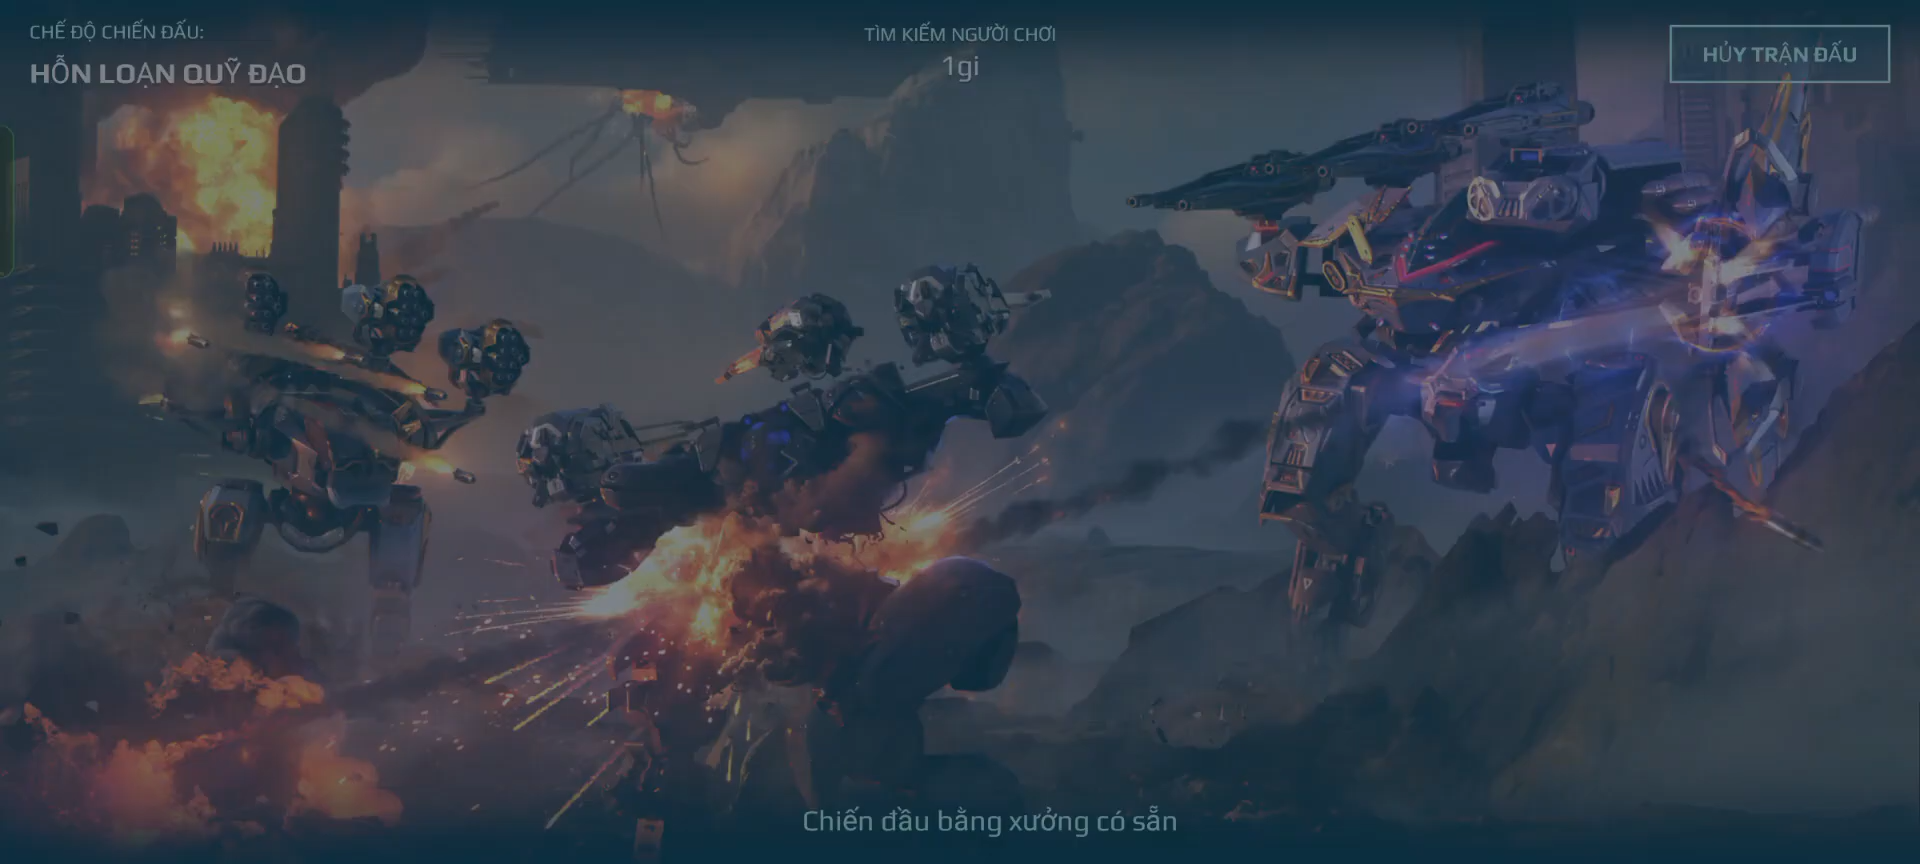 CHẾ ĐỘ CHIẾN ĐẤU:
HỖN LOẠN QUỸ ĐẠO
TÌM KIẾM NGƯỜI CHƠI
1gi
HỦY TRẬN ĐẤU
Chiến đầu bằng xưởng có sẵn